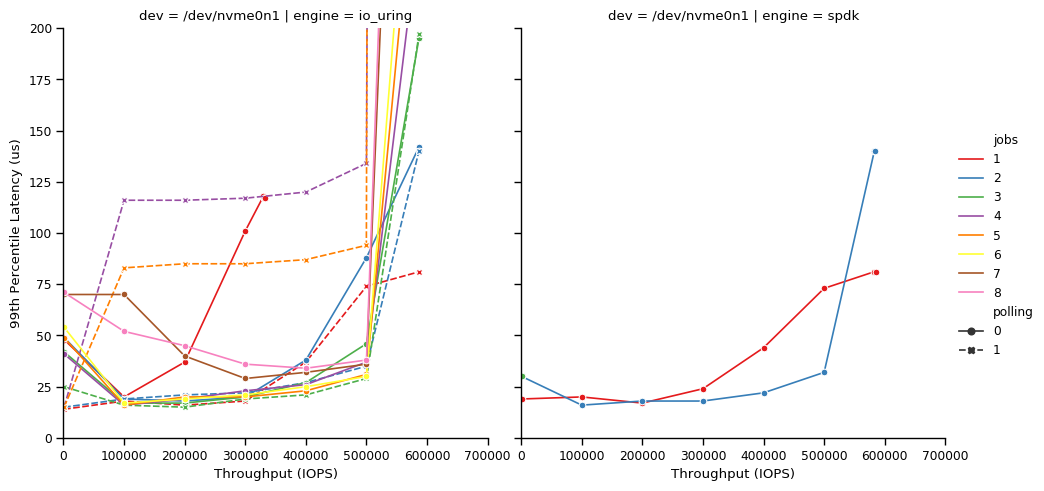 dev = /dev/nvme0n1 | engine = io_uring
dev = /dev/nvme0n1 | engine = spdk
99th Percentile Latency (us)
200
175
150
125
100
75
50
25
0
0 100000 200000 300000 400000 500000 600000 700000
Throughput (IOPS)
0 100000 200000 300000 400000 500000 600000 700000
Throughput (IOPS)
jobs
1
2
3
4
5
6
7
8
polling
0
1